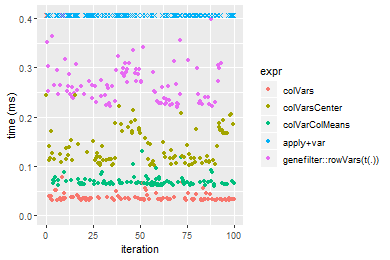 0.4
0.3
0.2
0.1
0.0
time (ms)
0
25
50
75
100
iteration
expr
colVars
colVarsCenter
colVarColMeans
apply+var
genefilter::rowVars(t(.))